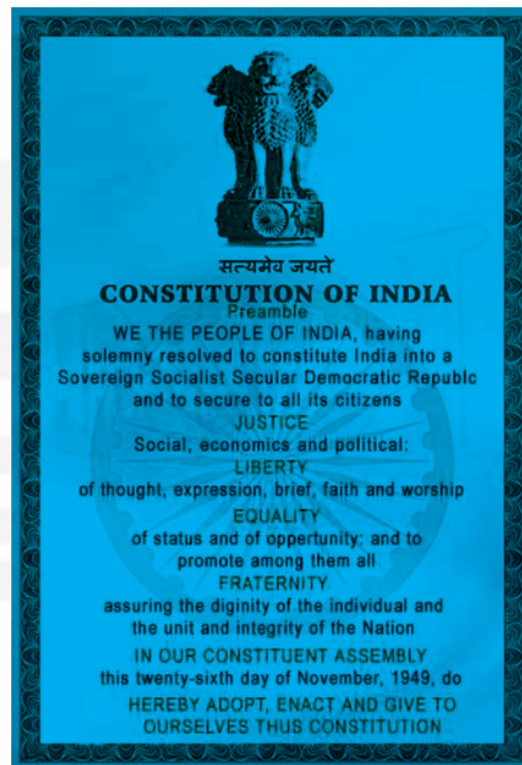 सत्यमेव जयते
CONSTITUTION OF INDIA
Preamble
WE THE PEOPLE OF INDIA, having
solemny resolved to constitute India into a
Sovereign Socialist Secular Democratic Republc
and to secure to all its citizens
JUSTICE
Social, economics and political:
LIBERTY
of thought, expression, brief, faith and worship
EQUALITY
of status and of oppertunity: and to
promote among them all
FRATERNITY
assuring the diginity of the individual and
the unit and integrity of the Nation
IN OUR CONSTITUENT ASSEMBLY
this twenty-sixth day of November, 1949, do
HEREBY ADOPT, ENACT AND GIVE TO
OURSELVES THUS CONSTITUTION